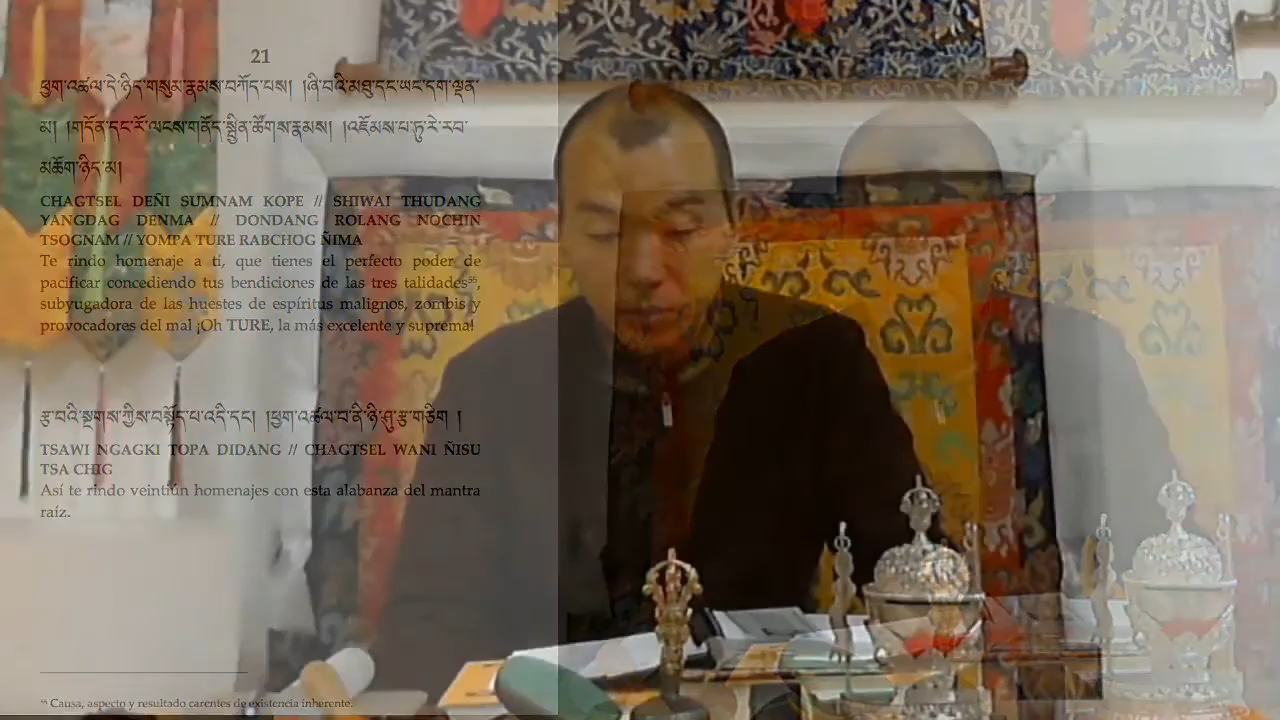 21
ཕྱག་འཚལ་དེ་ཉིད་གསུམ་རྣམས་བཀོད་པས། །ཞི་བའི་མཐུ་དང་ཡང་དག་ལྡན་
མ། །གདོན་དང་རོ་ལངས་གནོད་སྦྱིན་ཚོགས་རྣམས། །འཇོམས་པ་ཏུ་རེ་རབ་
མཆོག་ཉིད་མ།
CHAGTSEL DEÑI SUMNAM KOPE // SHIWAI THUDANG
YANGDAG DENMA // DONDANG ROLANG NOCHIN
TSOGNAM // YOMPA TURE RABCHOG ÑIMA
Te rindo homenaje a ti, que tienes el perfecto poder de
pacificar concediendo tus bendiciones de las tres talidades⁵⁵,
subyugadora de las huestes de espíritus malignos, zombis y
provocadores del mal ¡Oh TURE, la más excelente y suprema!
རྩ་བའི་སྔགས་ཀྱིས་བསྟོད་པ་འདི་དང། །ཕྱག་འཚལ་བ་ནི་ཉི་ཤུ་རྩ་གཅིག །
TSAWI NGAGKI TOPA DIDANG // CHAGTSEL WANI ÑISU
TSA CHIG
Así te rindo veintiún homenajes con esta alabanza del mantra
raíz.
⁵⁵ Causa, aspecto y resultado carentes de existencia inherente.